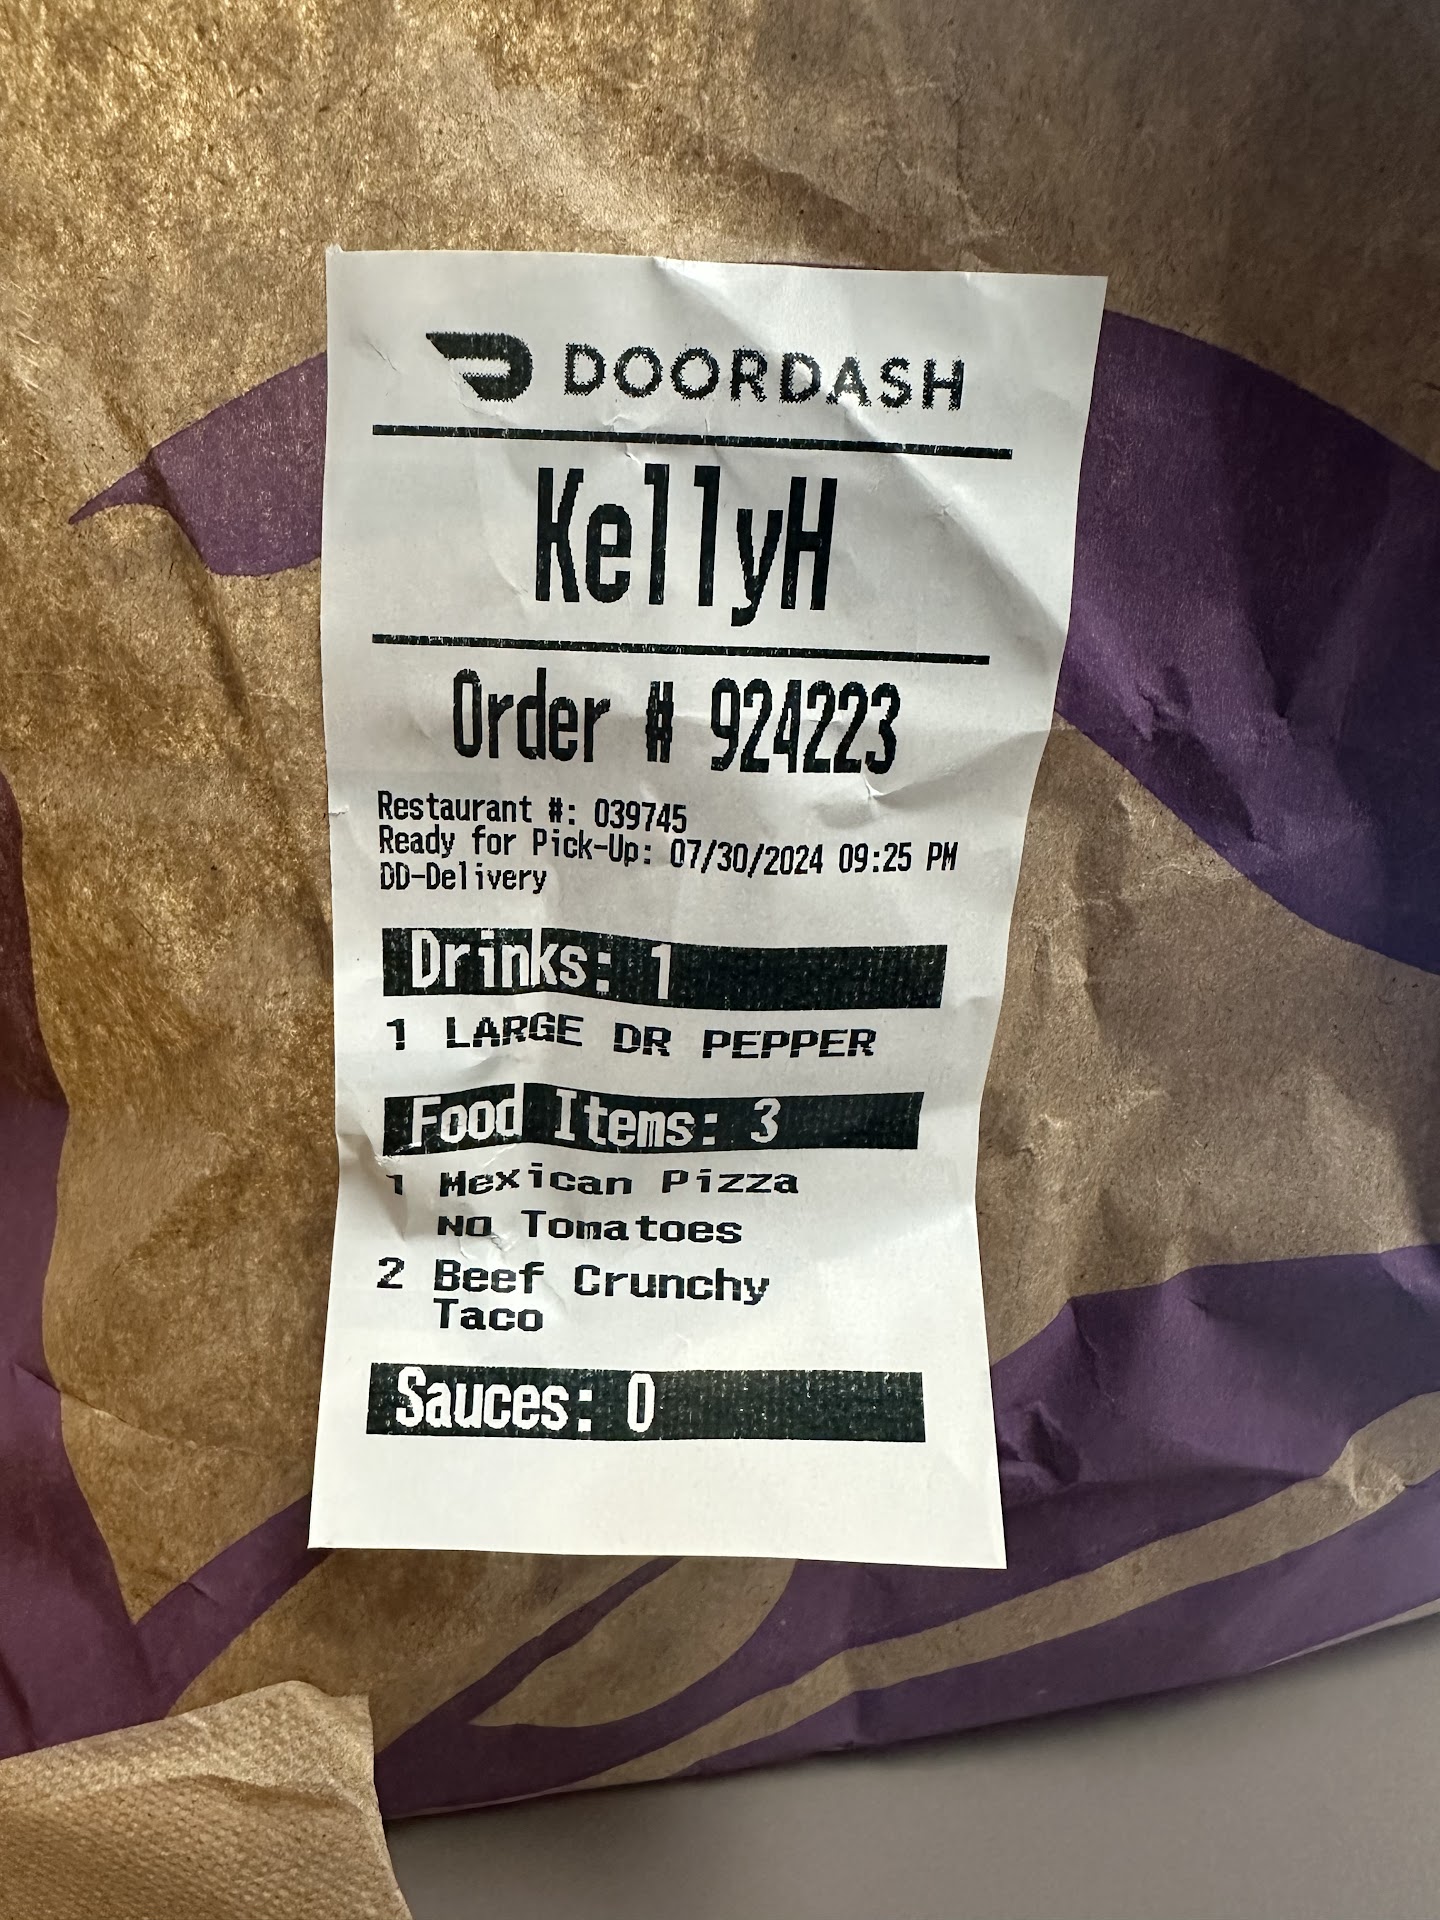 DOORDASH
KellyH
Order # 924223
Restaurant #: 039745
Ready for Pick-Up: 07/30/2024 09:25 PM
DD-Delivery
Drinks: 1
1 LARGE DR PEPPER
Food Items: 3
1 Mexican Pizza
NO Tomatoes
2 Beef Crunchy
Taco
Sauces: 0